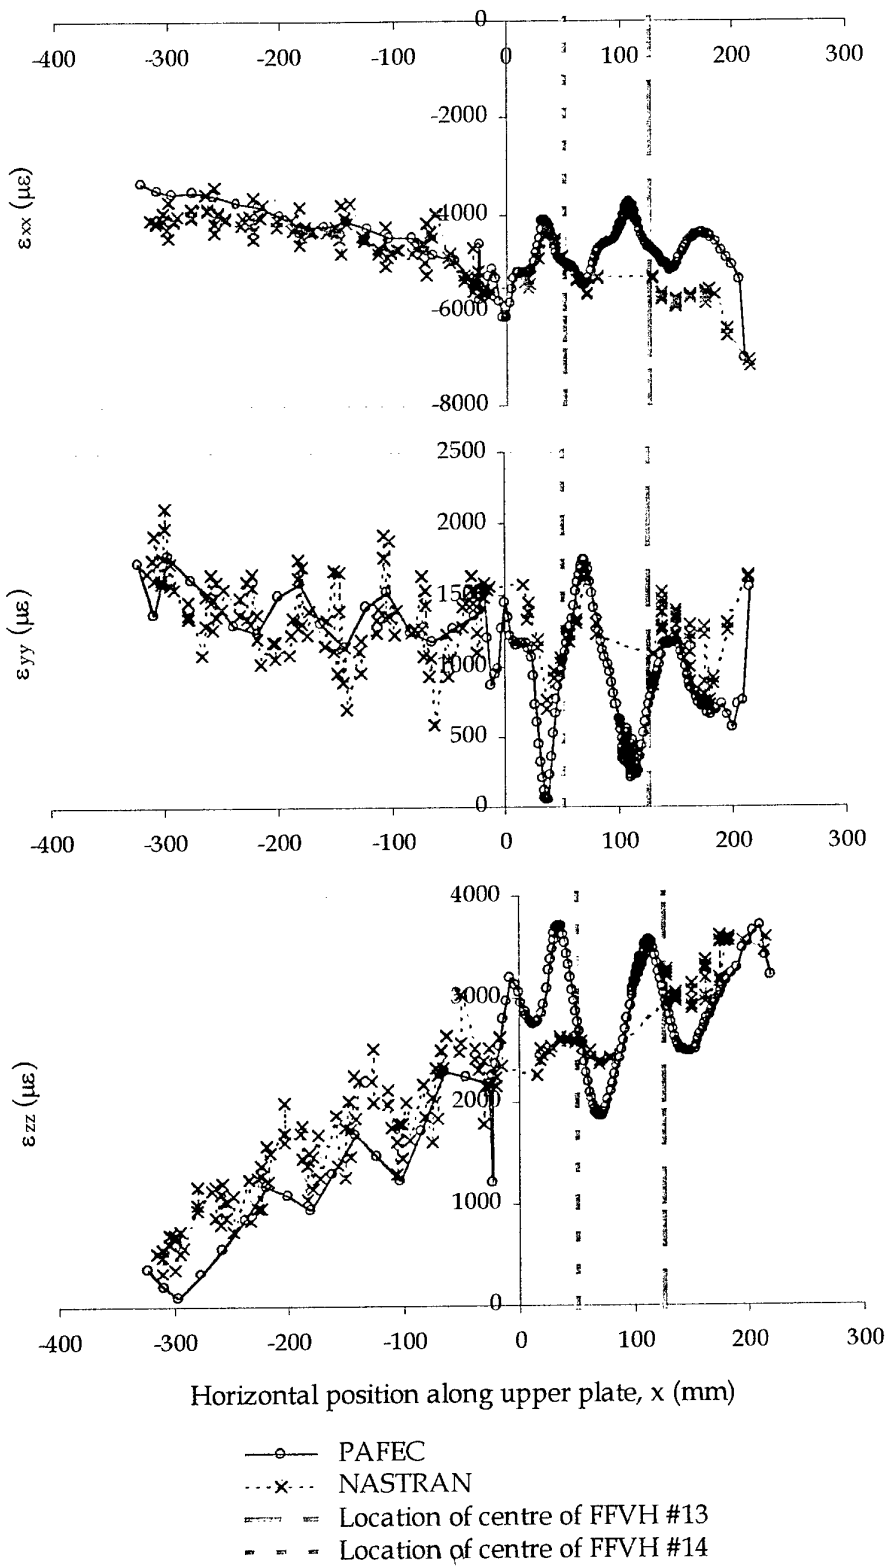 0
-400 -300 -200 -100 0 100 200 300
-2000
-4000
-6000
-8000
εxx (με)
2500
2000
1500
1000
500
0
εyy (με)
-400 -300 -200 -100 0 100 200 300
4000
3000
2000
1000
0
εzz (με)
-400 -300 -200 -100 0 100 200 300
Horizontal position along upper plate, x (mm)
PAFEC
NASTRAN
Location of centre of FFVH #13
Location of centre of FFVH #14